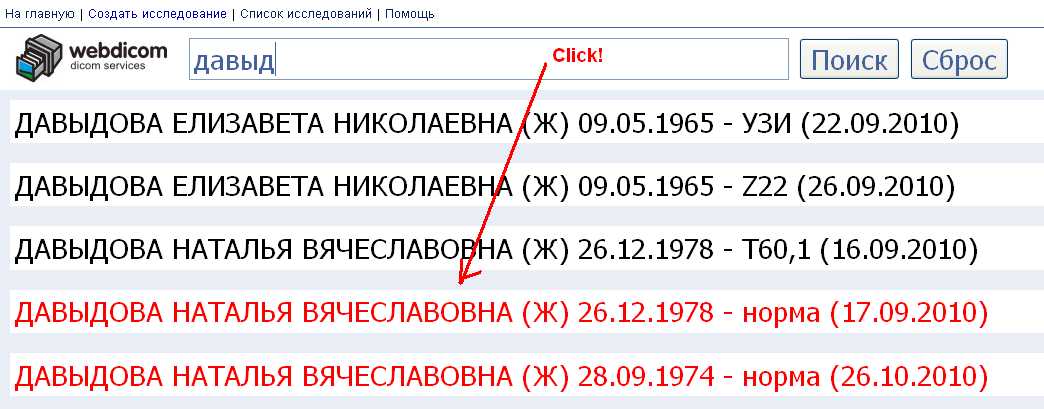 На главную | Создать исследование | Список исследований | Помощь
webdicom
dicom services
давыд
Click!
Поиск
Сброс
ДАВЫДОВА ЕЛИЗАВЕТА НИКОЛАЕВНА (Ж) 09.05.1965 - УЗИ (22.09.2010)
ДАВЫДОВА ЕЛИЗАВЕТА НИКОЛАЕВНА (Ж) 09.05.1965 - Z22 (26.09.2010)
ДАВЫДОВА НАТАЛЬЯ ВЯЧЕСЛАВОВНА (Ж) 26.12.1978 - Т60,1 (16.09.2010)
ДАВЫДОВА НАТАЛЬЯ ВЯЧЕСЛАВОВНА (Ж) 26.12.1978 - норма (17.09.2010)
ДАВЫДОВА НАТАЛЬЯ ВЯЧЕСЛАВОВНА (Ж) 28.09.1974 - норма (26.10.2010)